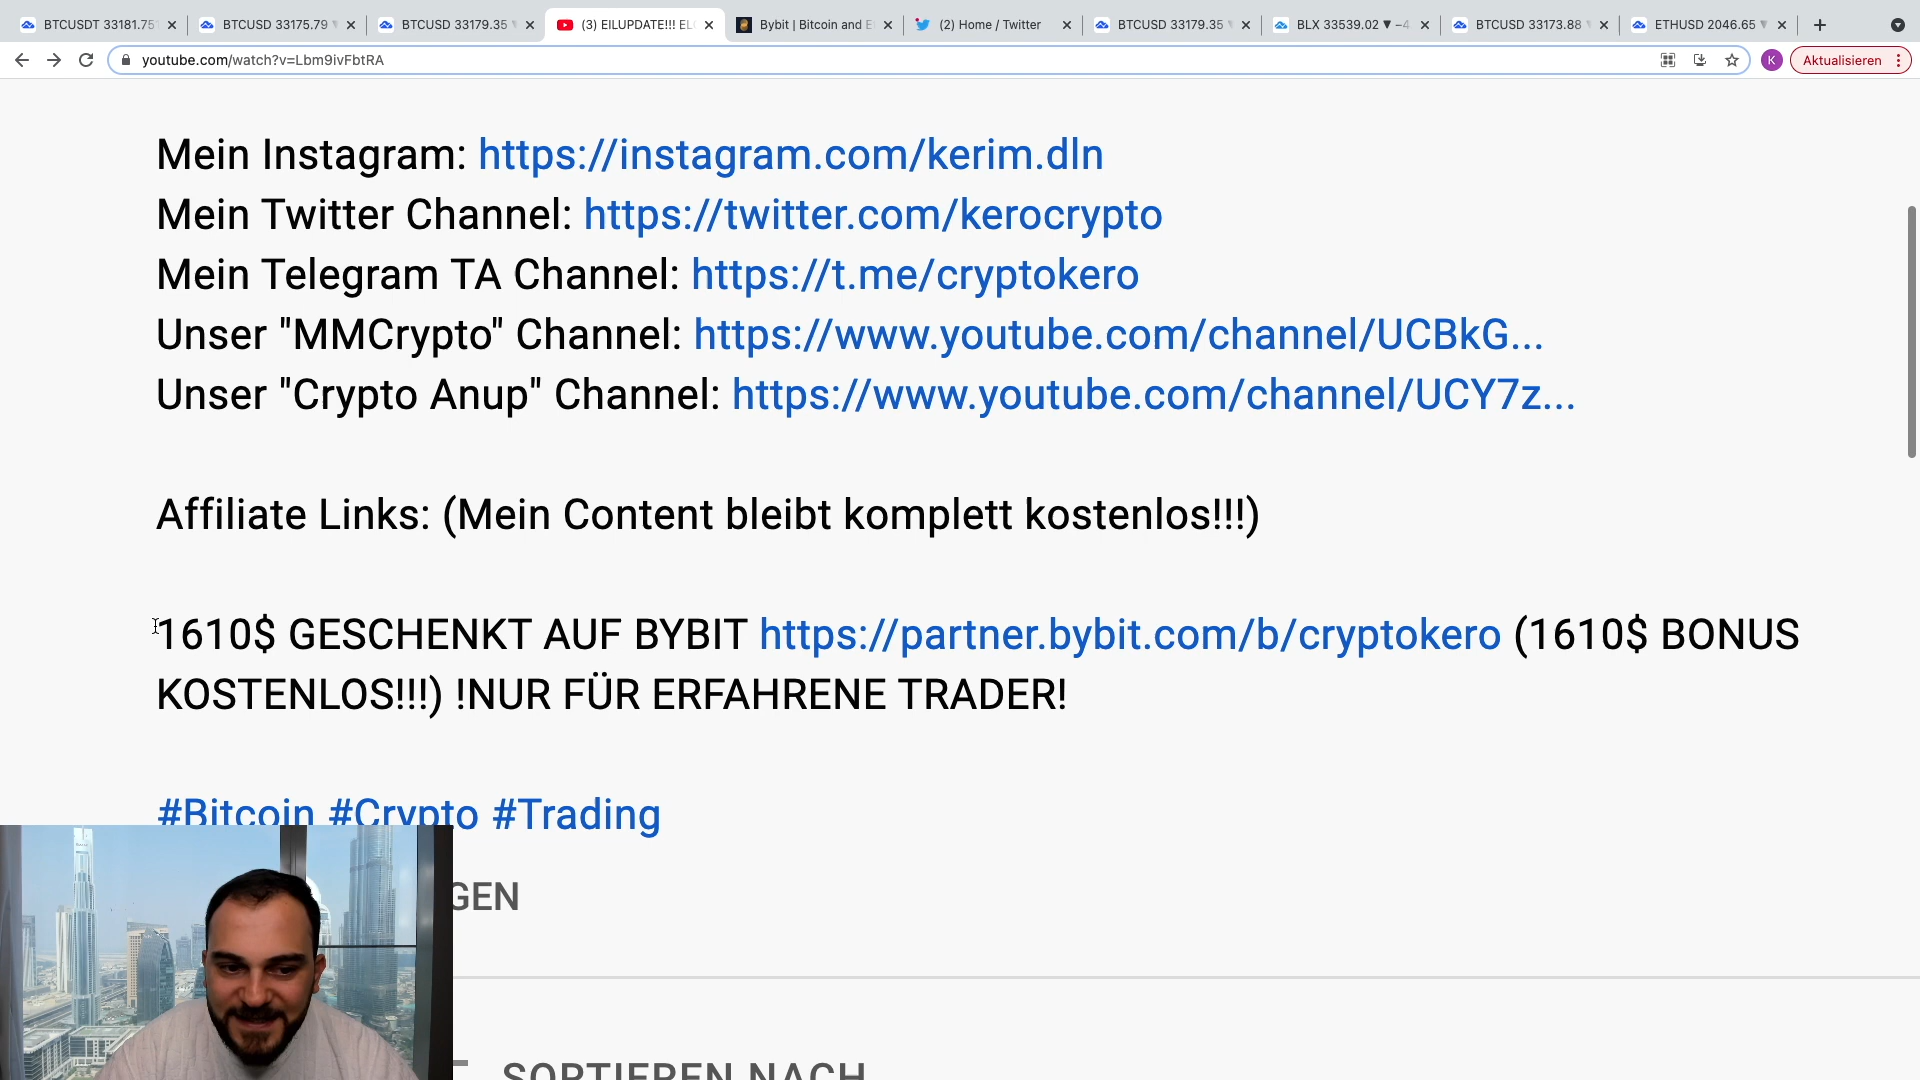 BTCUSDT 33181.75
BTCUSD 33175.79
BTCUSD 33179.35
(3) EILUPDATE!!! EL
Bybit | Bitcoin and E
(2) Home / Twitter
BTCUSD 33179.35
BLX 33539.02 ▼ −4
BTCUSD 33173.88
ETHUSD 2046.65 ▼
youtube.com/watch?v=Lbm9ivFbtRA
K
Aktualisieren
Mein Instagram: https://instagram.com/kerim.dln
Mein Twitter Channel: https://twitter.com/kerocrypto
Mein Telegram TA Channel: https://t.me/cryptokero
Unser "MMCrypto" Channel: https://www.youtube.com/channel/UCBkG...
Unser "Crypto Anup" Channel: https://www.youtube.com/channel/UCY7z...
Affiliate Links: (Mein Content bleibt komplett kostenlos!!!)
1610$ GESCHENKT AUF BYBIT https://partner.bybit.com/b/cryptokero (1610$ BONUS
KOSTENLOS!!!) !NUR FÜR ERFAHRENE TRADER!
#Bitcoin #Crypto #Trading
GEN
SORTIEREN NACH